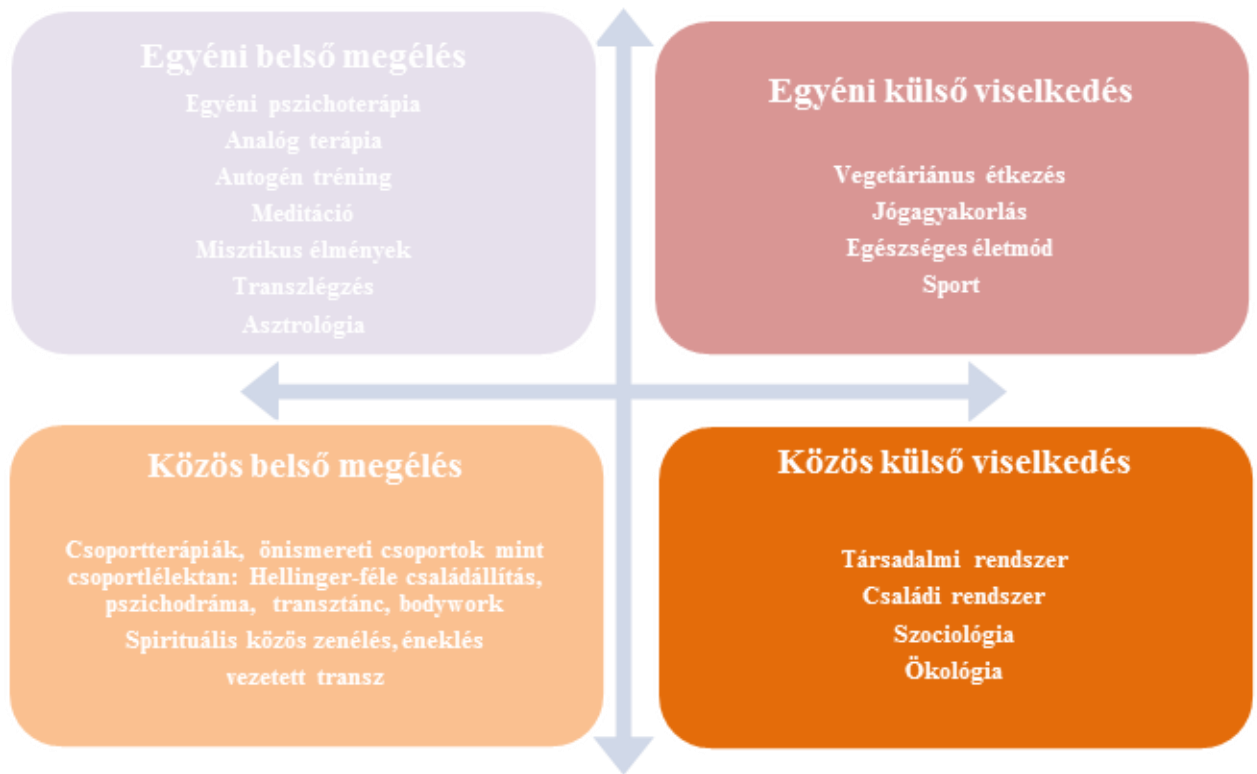 Egyéni belső megélés
Egyéni pszichoterápia
Analóg terápia
Autogén tréning
Meditáció
Misztikus élmények
Transzlégzés
Asztrológia
Egyéni külső viselkedés
Vegetáriánus étkezés
Jógagyakorlás
Egészséges életmód
Sport
Közös belső megélés
Csoportterápiák, önismereti csoportok mint
csoportlélektan: Hellinger-féle családállítás,
pszichodráma, transztánc, bodywork
Spirituális közös zenélés, éneklés
vezetett transz
Közös külső viselkedés
Társadalmi rendszer
Családi rendszer
Szociológia
Ökológia